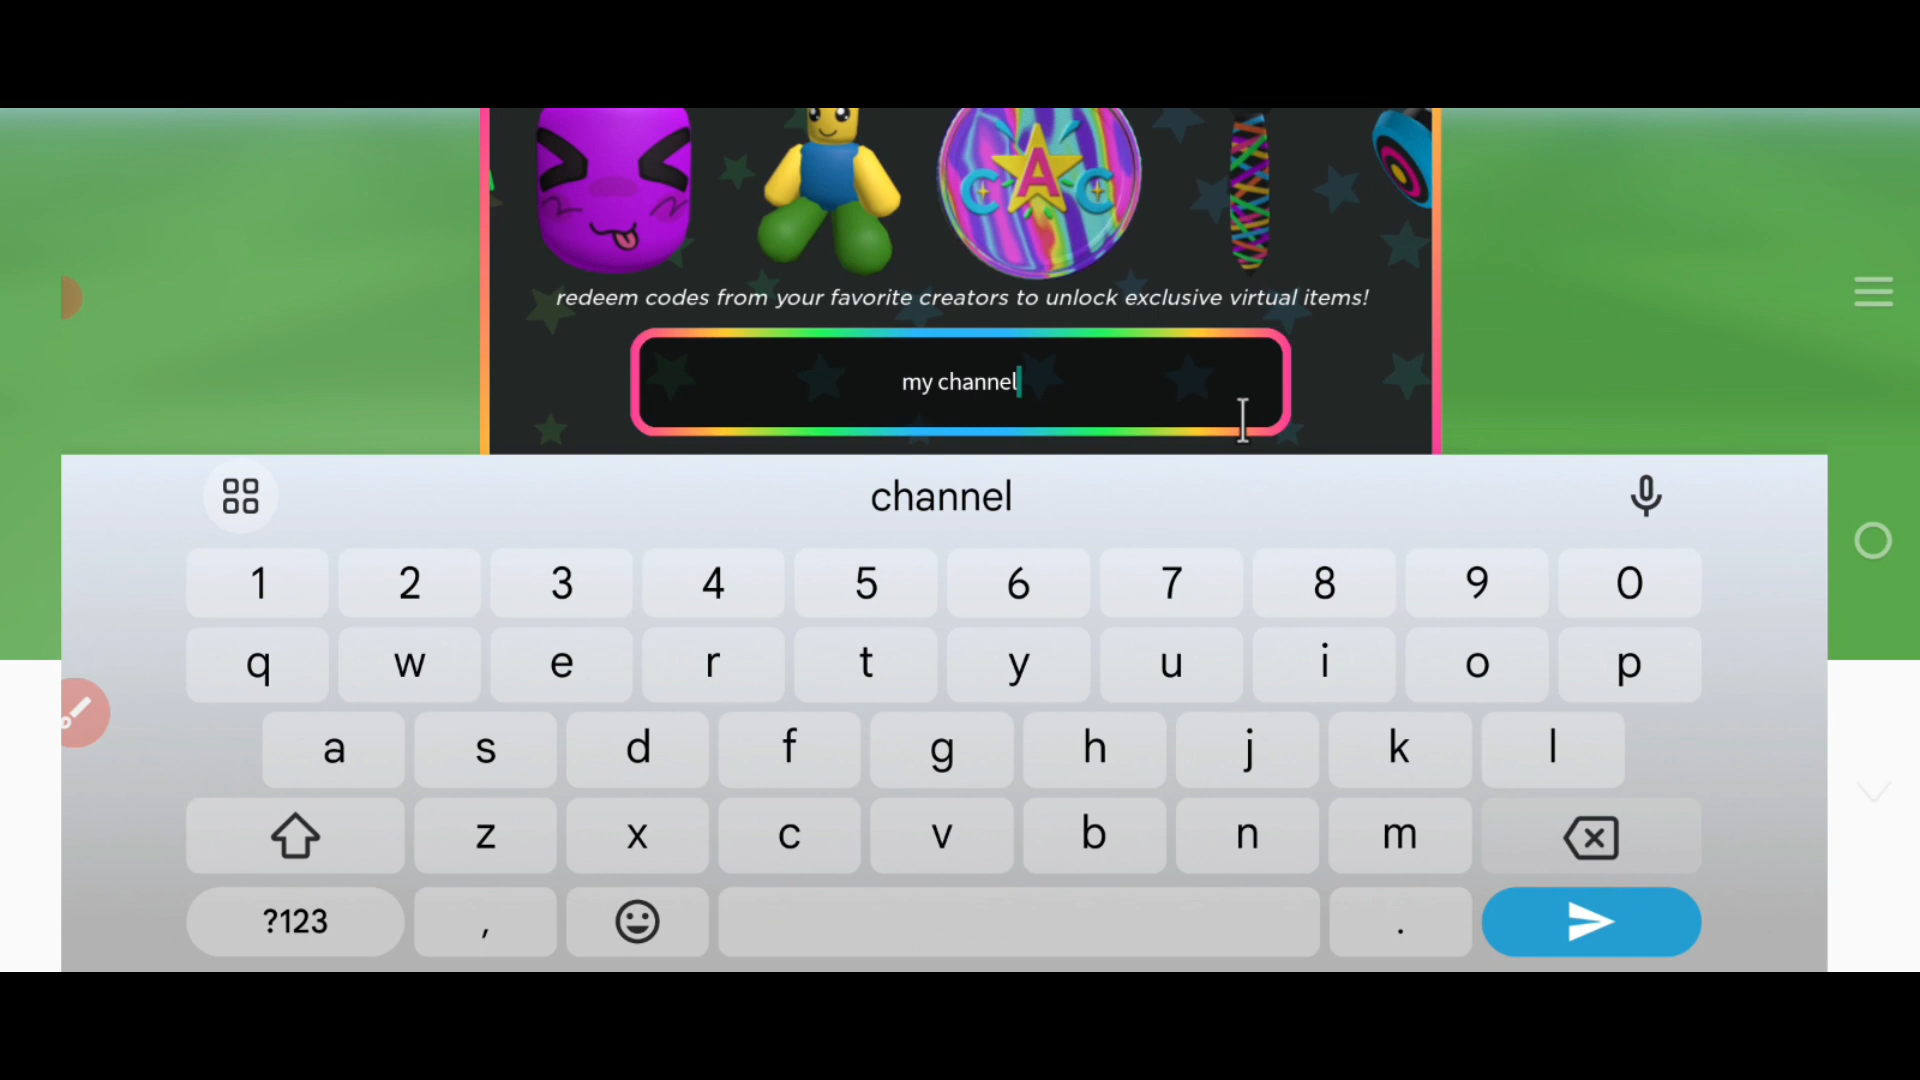 C A C
redeem codes from your favorite creators to unlock exclusive virtual items!
my channel
channel
1 2 3 4 5 6 7 8 9 0
q w e r t y u i o p
a s d f g h j k l
z x c v b n m
?123 , .